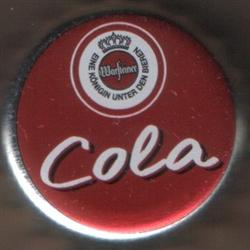 EINE KÖNIGIN UNTER DEN BIEREN
Warsteiner
Cola